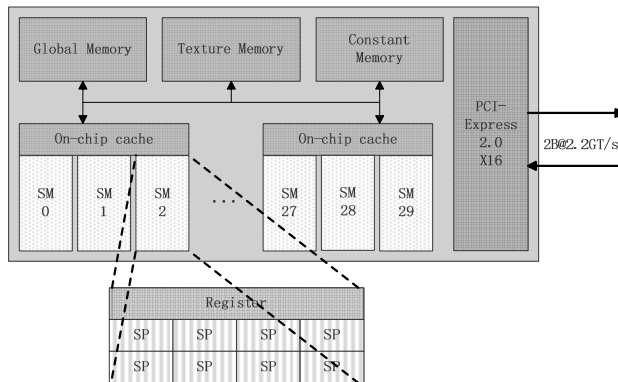 Global Memory
Texture Memory
Constant
Memory
PCI-
Express
2.0
X16
2B@2.2GT/s
On-chip cache
On-chip cache
SM
0
SM
1
SM
2
...
SM
27
SM
28
SM
29
Register
SP SP SP SP
SP SP SP SP